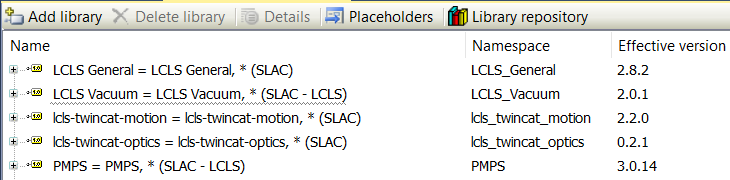 Add library Delete library Details Placeholders Library repository
Name Namespace Effective version
LCLS General = LCLS General, * (SLAC) LCLS_General 2.8.2
LCLS Vacuum = LCLS Vacuum, * (SLAC - LCLS) LCLS_Vacuum 2.0.1
lcls-twincat-motion = lcls-twincat-motion, * (SLAC) lcls_twincat_motion 2.2.0
lcls-twincat-optics = lcls-twincat-optics, * (SLAC) lcls_twincat_optics 0.2.1
PMPS = PMPS, * (SLAC - LCLS) PMPS 3.0.14